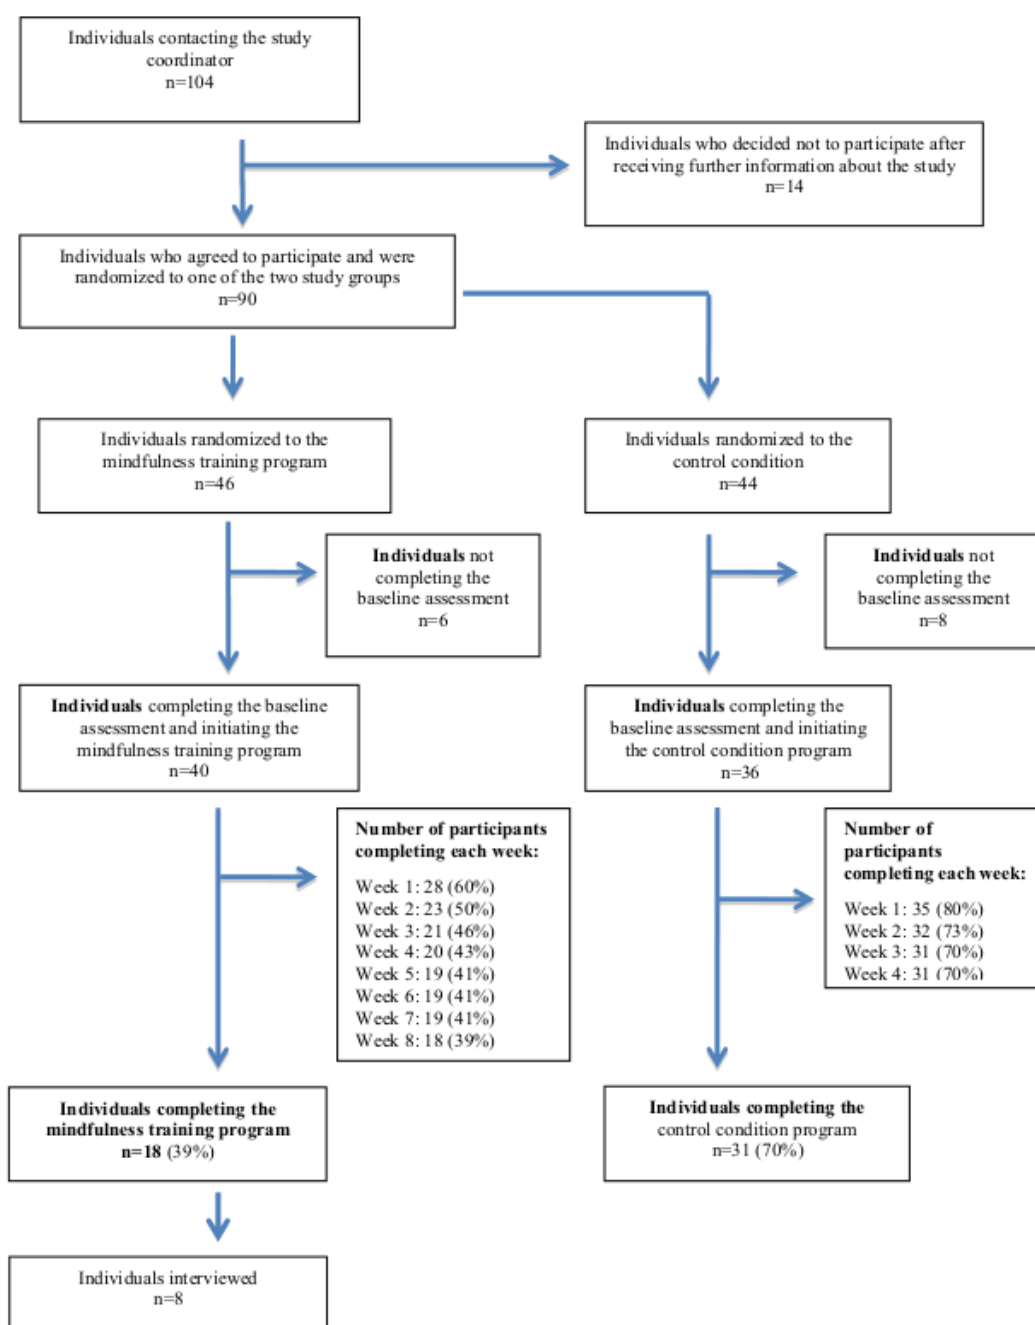 Individuals contacting the study
coordinator
n=104
Individuals who decided not to participate after
receiving further information about the study
n=14
Individuals who agreed to participate and were
randomized to one of the two study groups
n=90
Individuals randomized to the
mindfulness training program
n=46
Individuals randomized to the
control condition
n=44
Individuals not
completing the
baseline assessment
n=6
Individuals not
completing the
baseline assessment
n=8
Individuals completing the baseline
assessment and initiating the
mindfulness training program
n=40
Individuals completing the
baseline assessment and initiating
the control condition program
n=36
Number of participants
completing each week:
Week 1: 28 (60%)
Week 2: 23 (50%)
Week 3: 21 (46%)
Week 4: 20 (43%)
Week 5: 19 (41%)
Week 6: 19 (41%)
Week 7: 19 (41%)
Week 8: 18 (39%)
Number of
participants
completing each week:
Week 1: 35 (80%)
Week 2: 32 (73%)
Week 3: 31 (70%)
Week 4: 31 (70%)
Individuals completing the
mindfulness training program
n=18 (39%)
Individuals completing the
control condition program
n=31 (70%)
Individuals interviewed
n=8